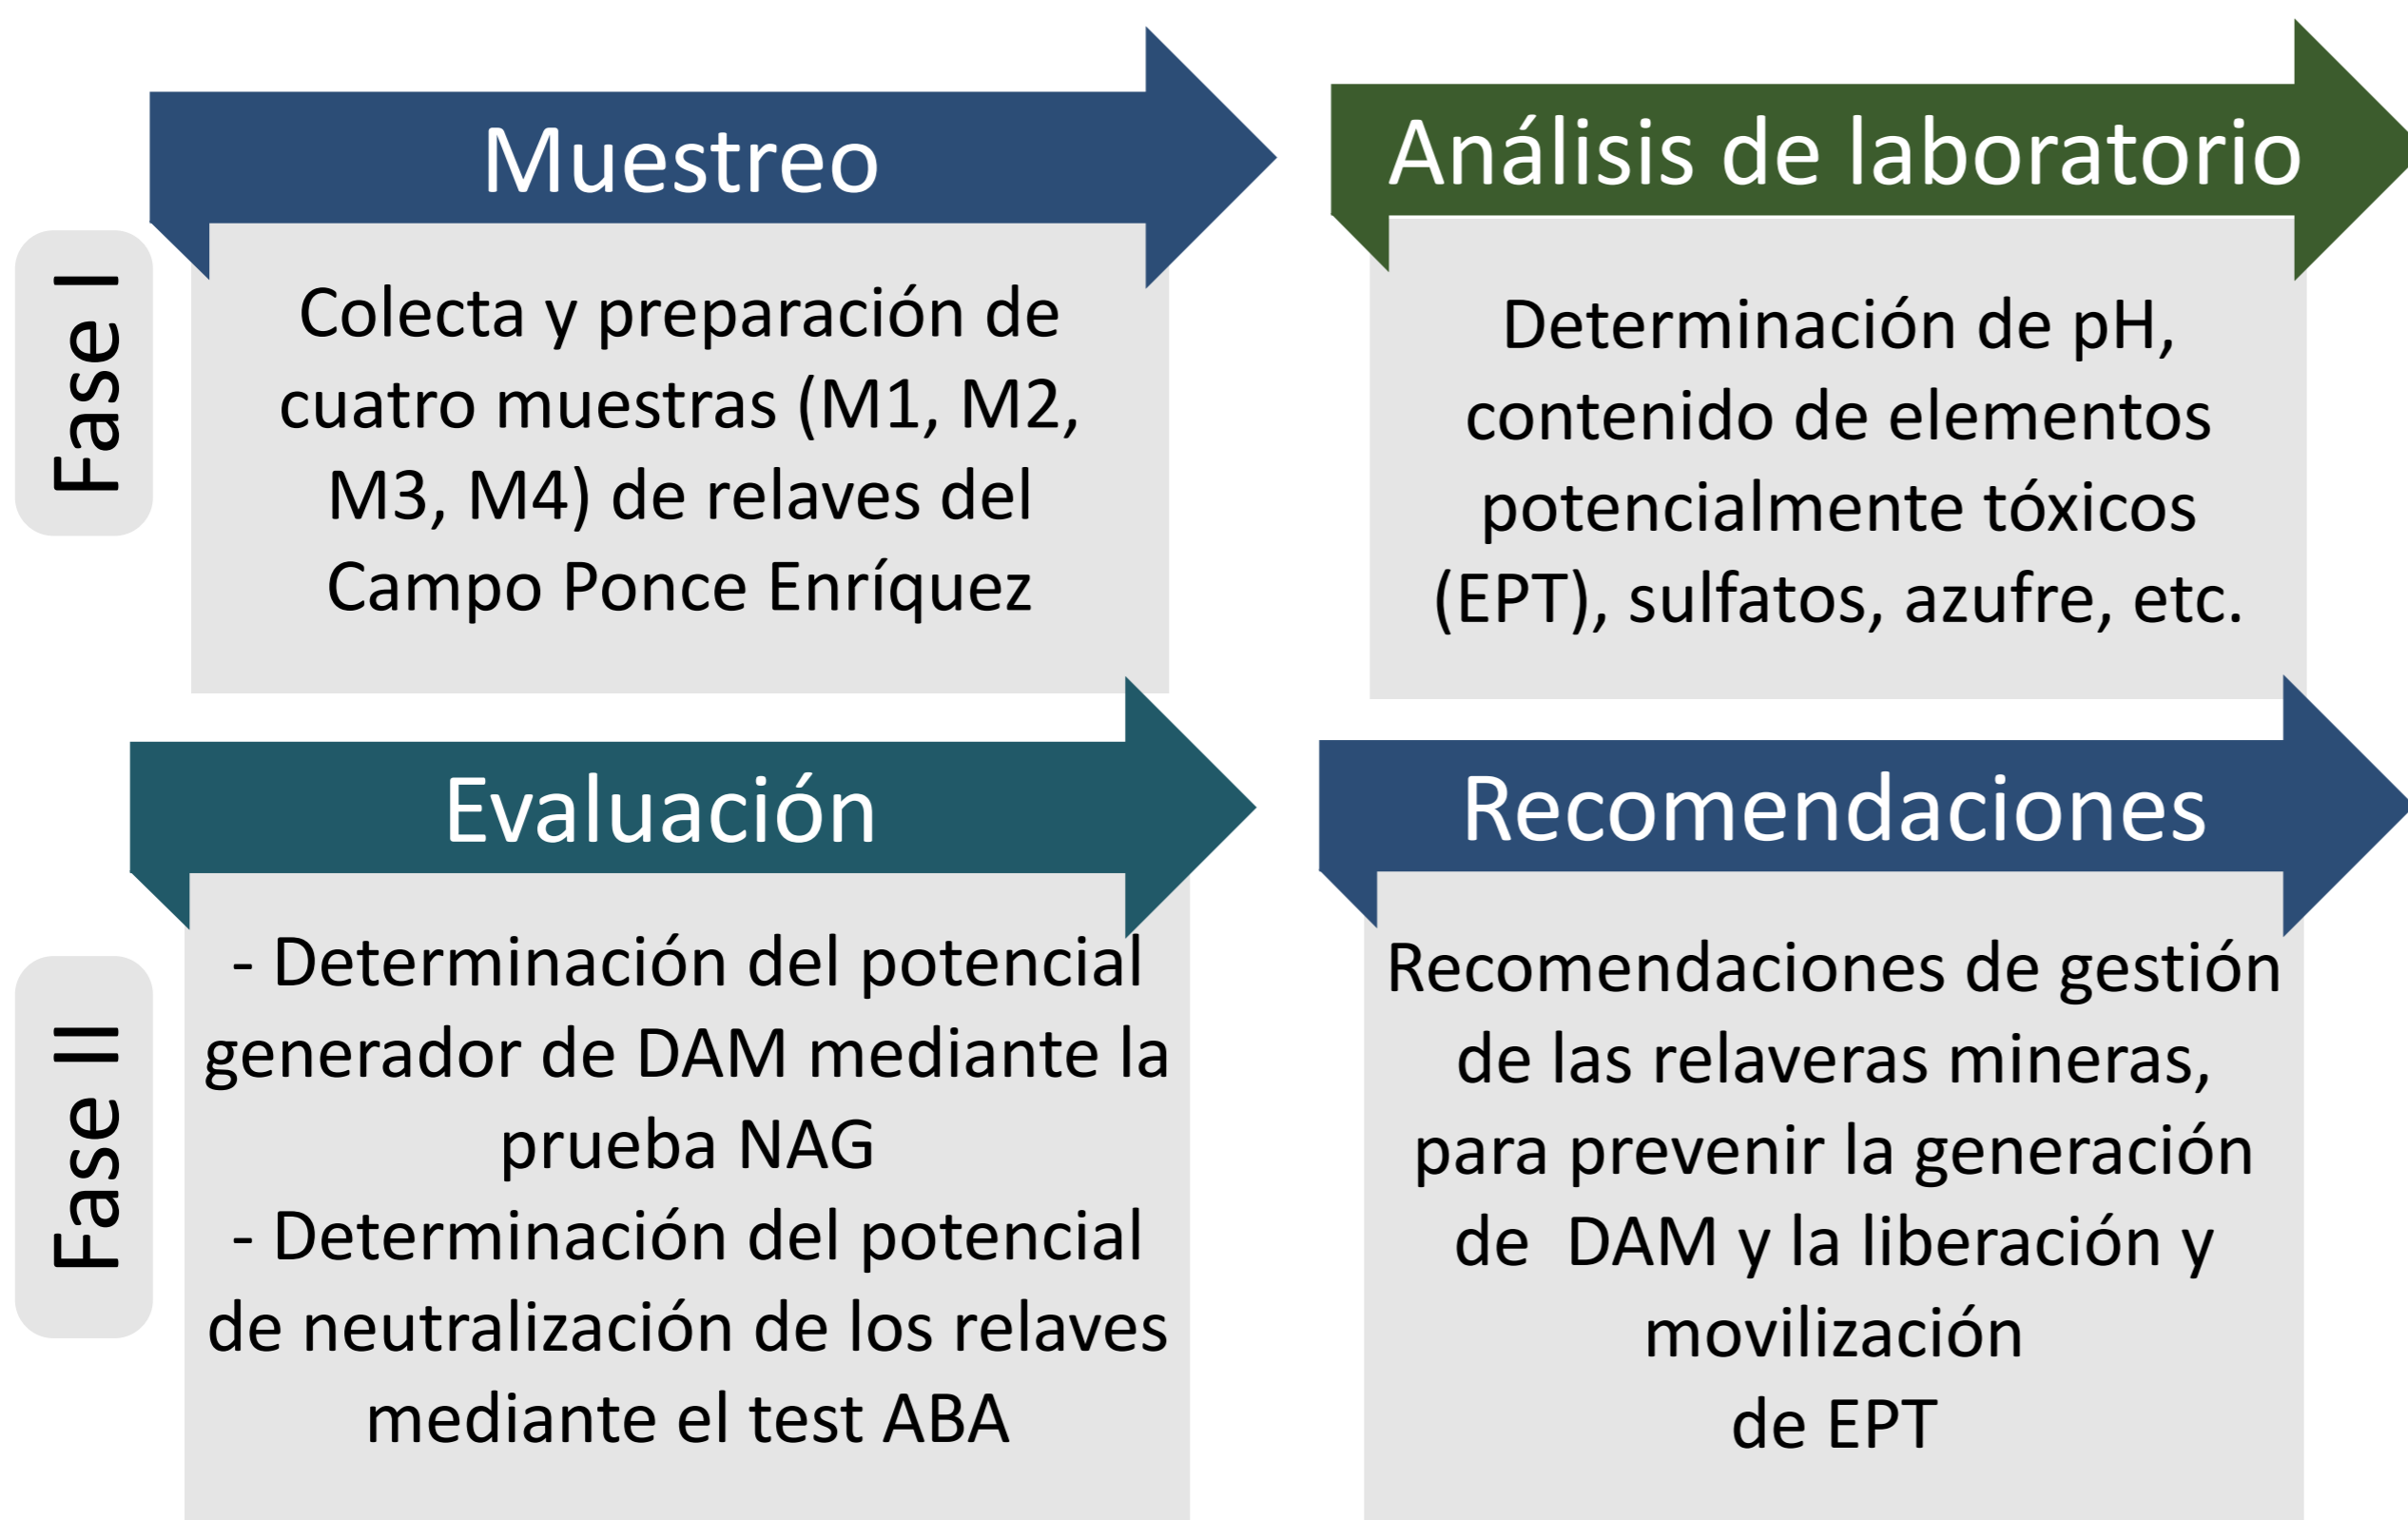 Fase I
Muestreo
Colecta y preparación de
cuatro muestras (M1, M2,
M3, M4) de relaves del
Campo Ponce Enríquez
Análisis de laboratorio
Determinación de pH,
contenido de elementos
potencialmente tóxicos
(EPT), sulfatos, azufre, etc.
Fase II
Evaluación
- Determinación del potencial
generador de DAM mediante la
prueba NAG
- Determinación del potencial
de neutralización de los relaves
mediante el test ABA
Recomendaciones
Recomendaciones de gestión
de las relaveras mineras,
para prevenir la generación
de  DAM y la liberación y
movilización
de EPT